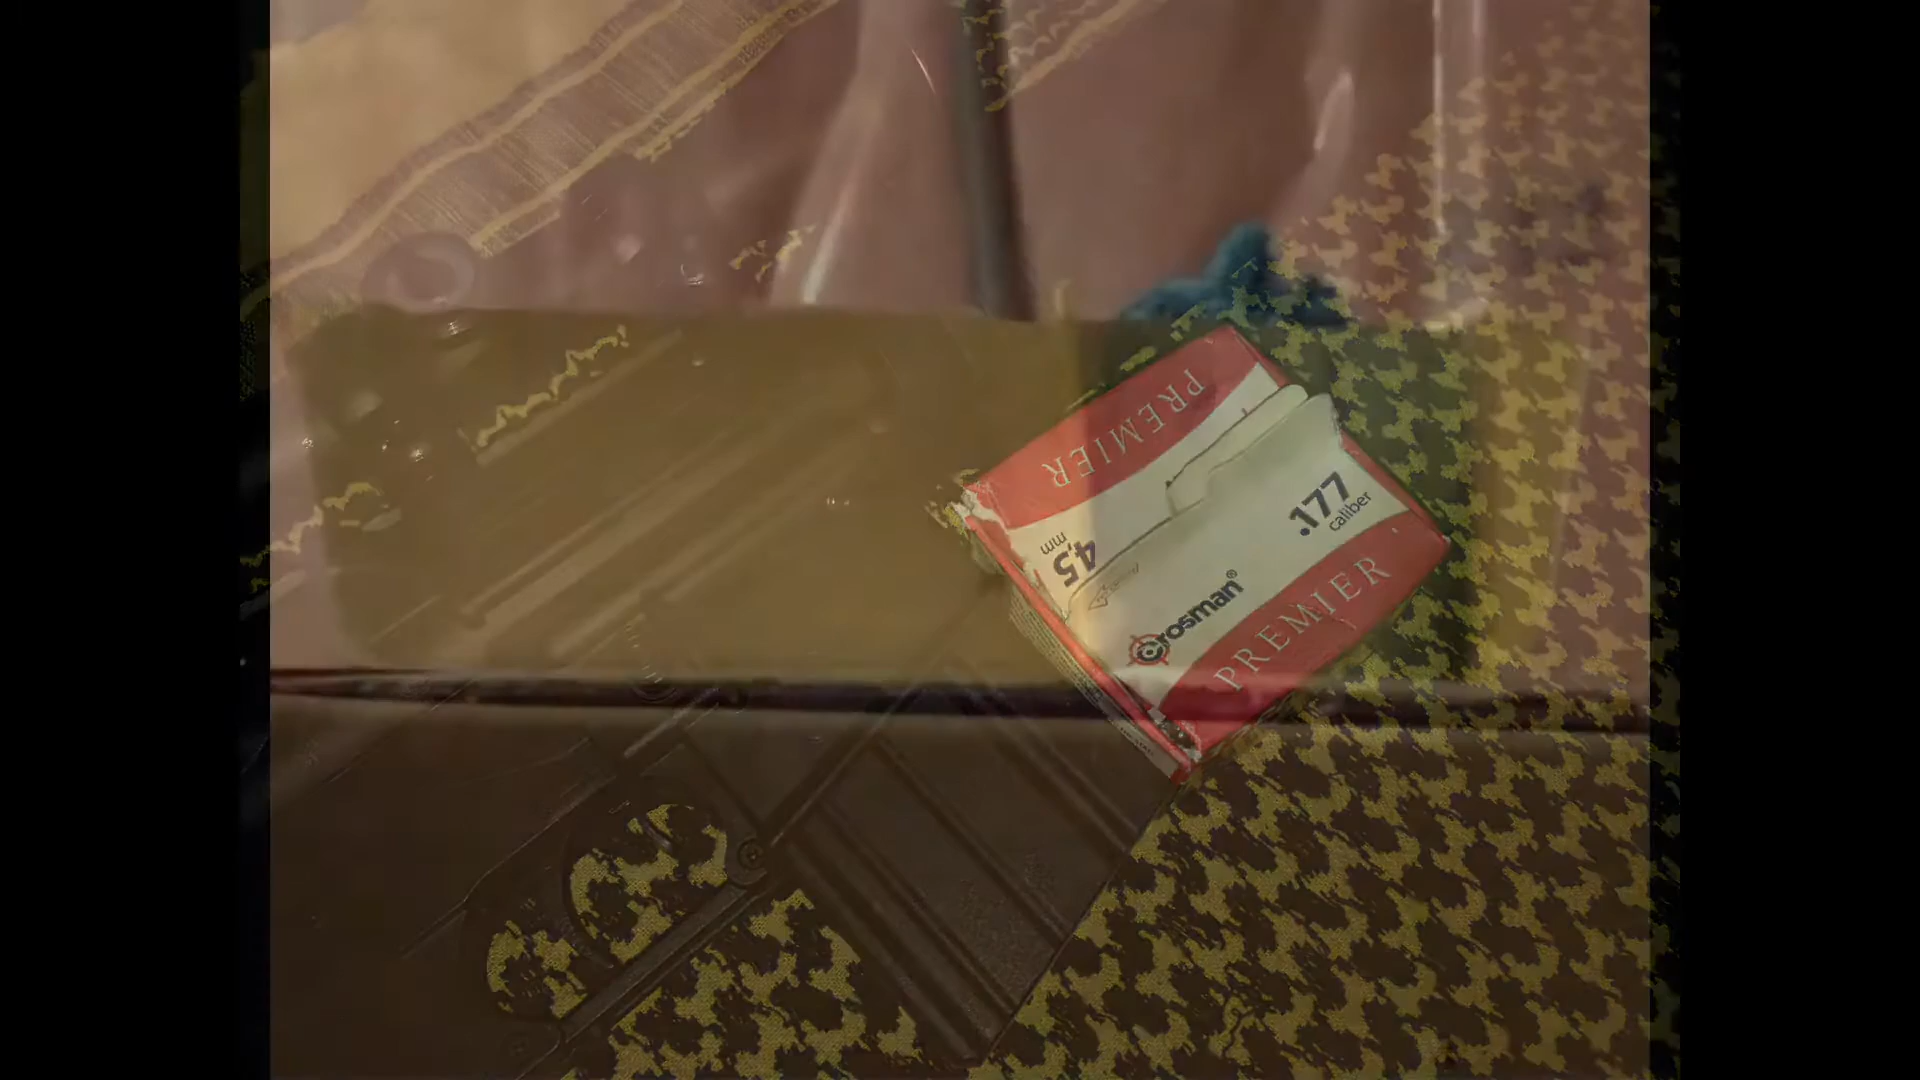 PREMIER
4,5
mm
.177
caliber
crosman®
PREMIER